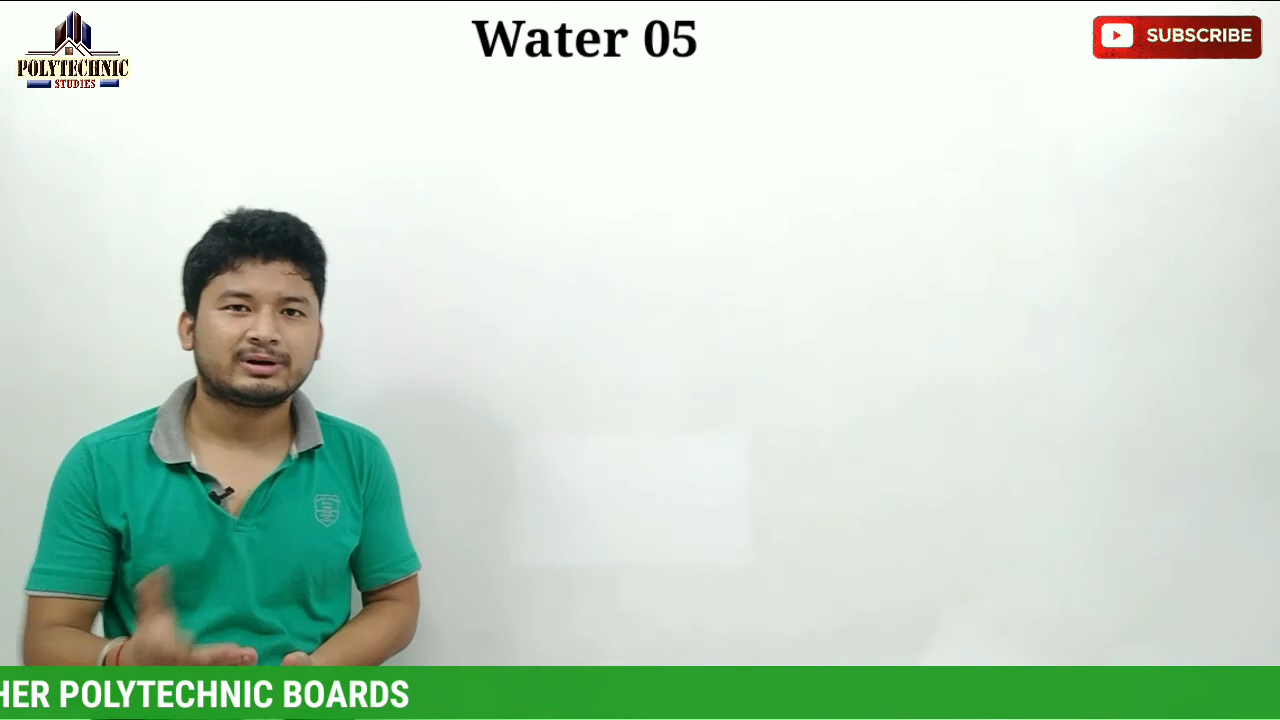 Water 05
POLYTECHNIC
STUDIES
SUBSCRIBE
HER POLYTECHNIC BOARDS